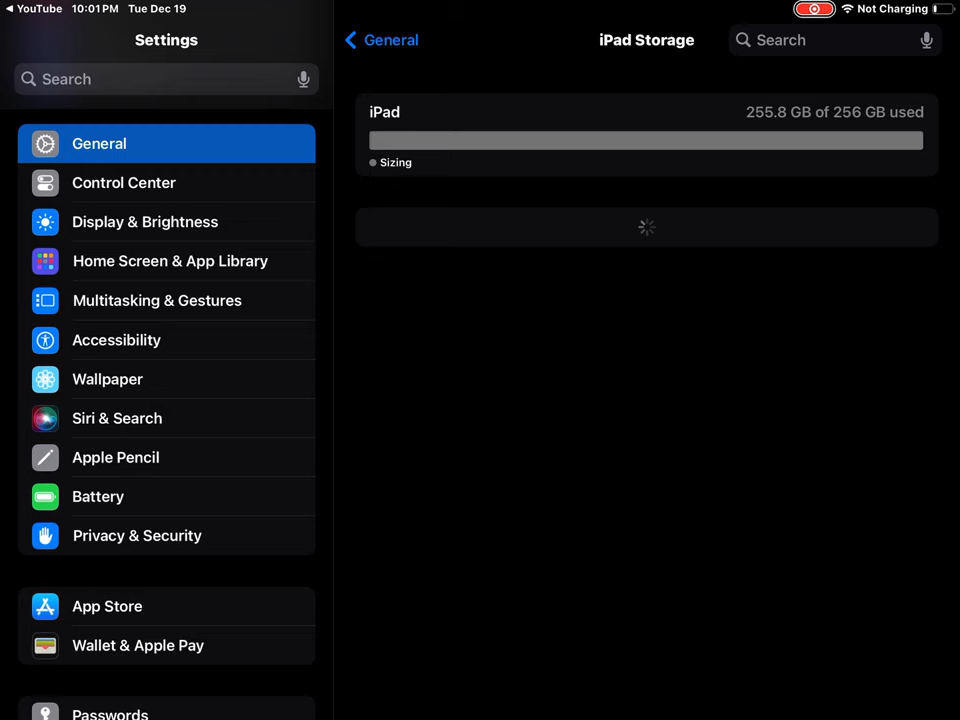 YouTube 10:01 PM Tue Dec 19
Not Charging
Settings
Search
General
Control Center
Display & Brightness
Home Screen & App Library
Multitasking & Gestures
Accessibility
Wallpaper
Siri & Search
Apple Pencil
Battery
Privacy & Security
App Store
Wallet & Apple Pay
Passwords
General
iPad Storage
Search
iPad
255.8 GB of 256 GB used
Sizing